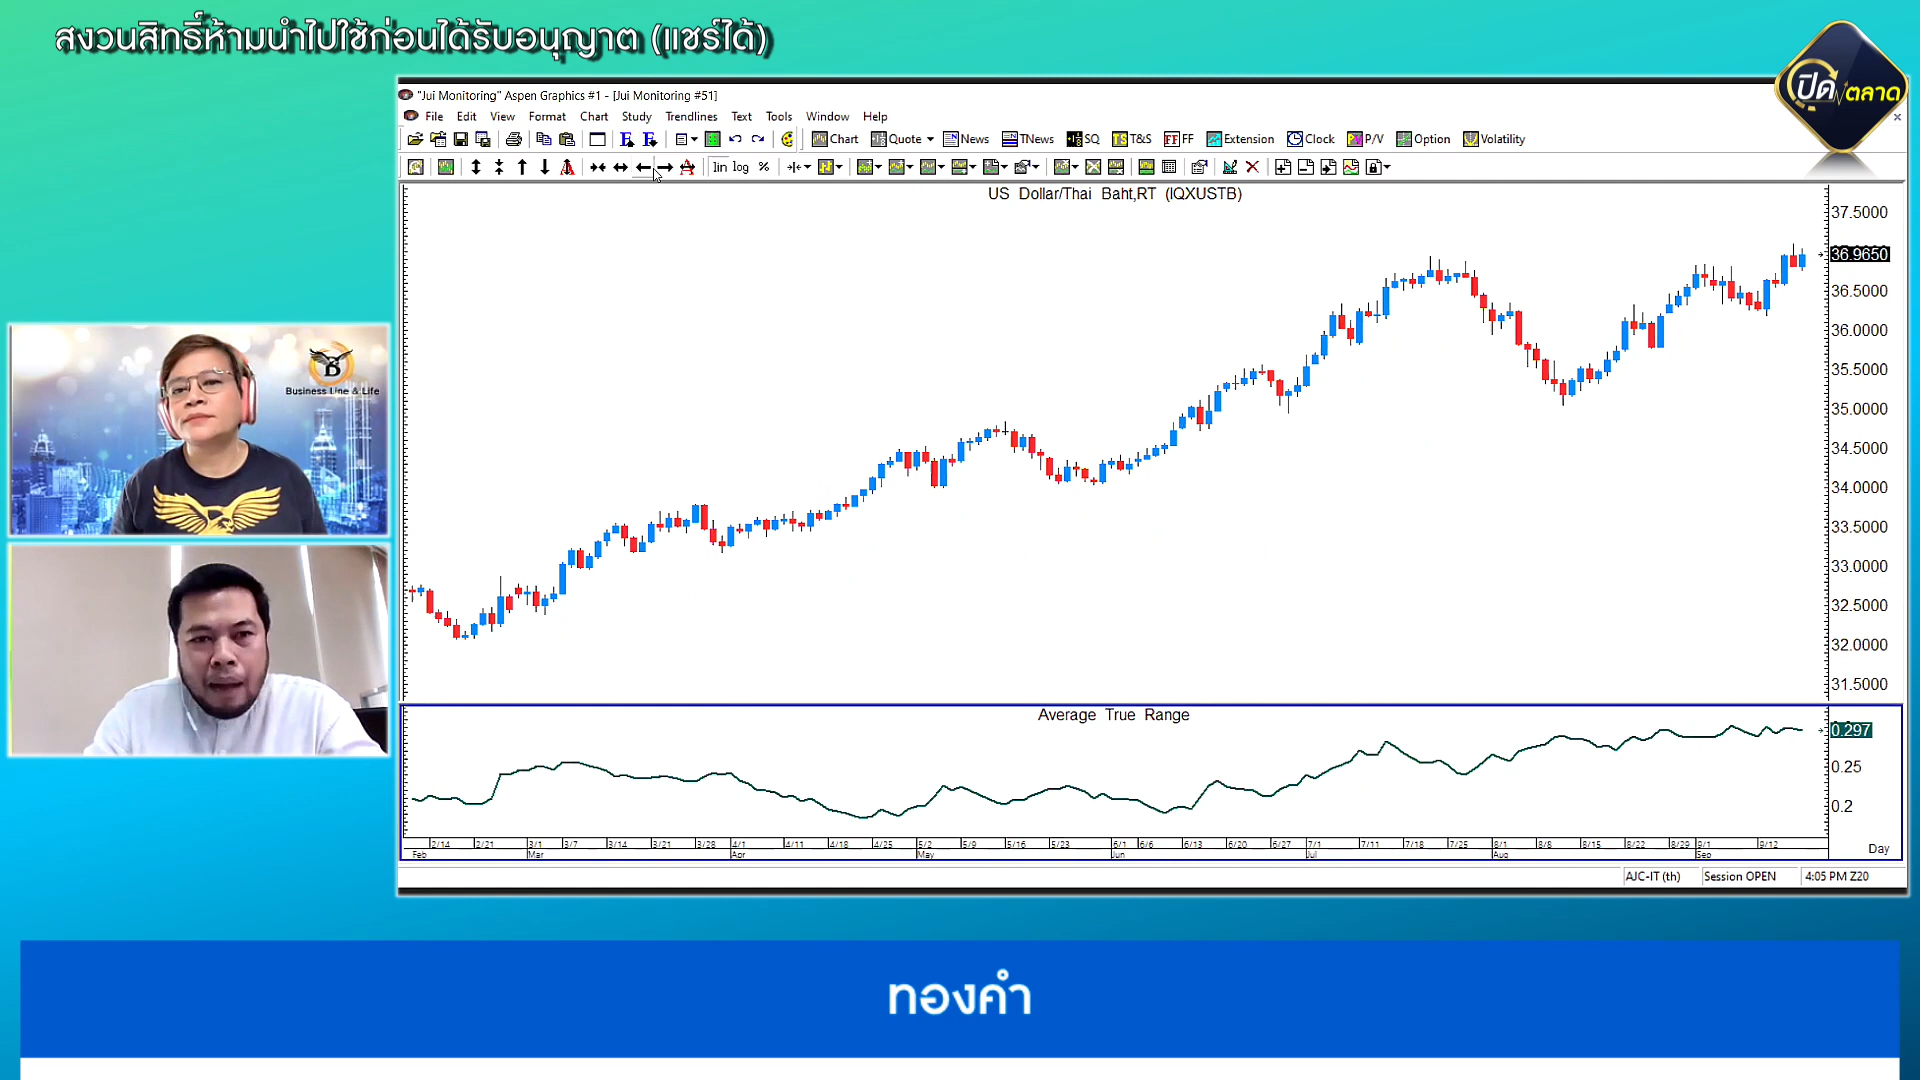 สงวนสิทธิ์ห้ามนำไปใช้ก่อนได้รับอนุญาต (แชร์ได้)
ปิดตลาด
"Jui Monitoring" Aspen Graphics #1 - [Jui Monitoring #51]
File Edit View Format Chart Study Trendlines Text Tools Window Help
Chart Quote News TNews SQ T&S FF Extension Clock P/V Option Volatility
lin log %
US Dollar/Thai Baht,RT (IQXUSTB)
37.5000
36.9650
36.5000
36.0000
35.5000
35.0000
34.5000
34.0000
33.5000
33.0000
32.5000
32.0000
31.5000
B
Business Line & Life
Average True Range
0.297
0.25
0.2
2/14 2/21 3/1 3/7 3/14 3/21 3/28 4/1 4/11 4/18 4/25 5/2 5/9 5/16 5/23 6/1 6/6 6/13 6/20 6/27 7/1 7/11 7/18 7/25 8/1 8/8 8/15 8/22 8/29 9/1 9/12
Feb Mar Apr May Jun Jul Aug Sep Day
AJC-IT (th) Session OPEN 4:05 PM Z20
ทองคำ